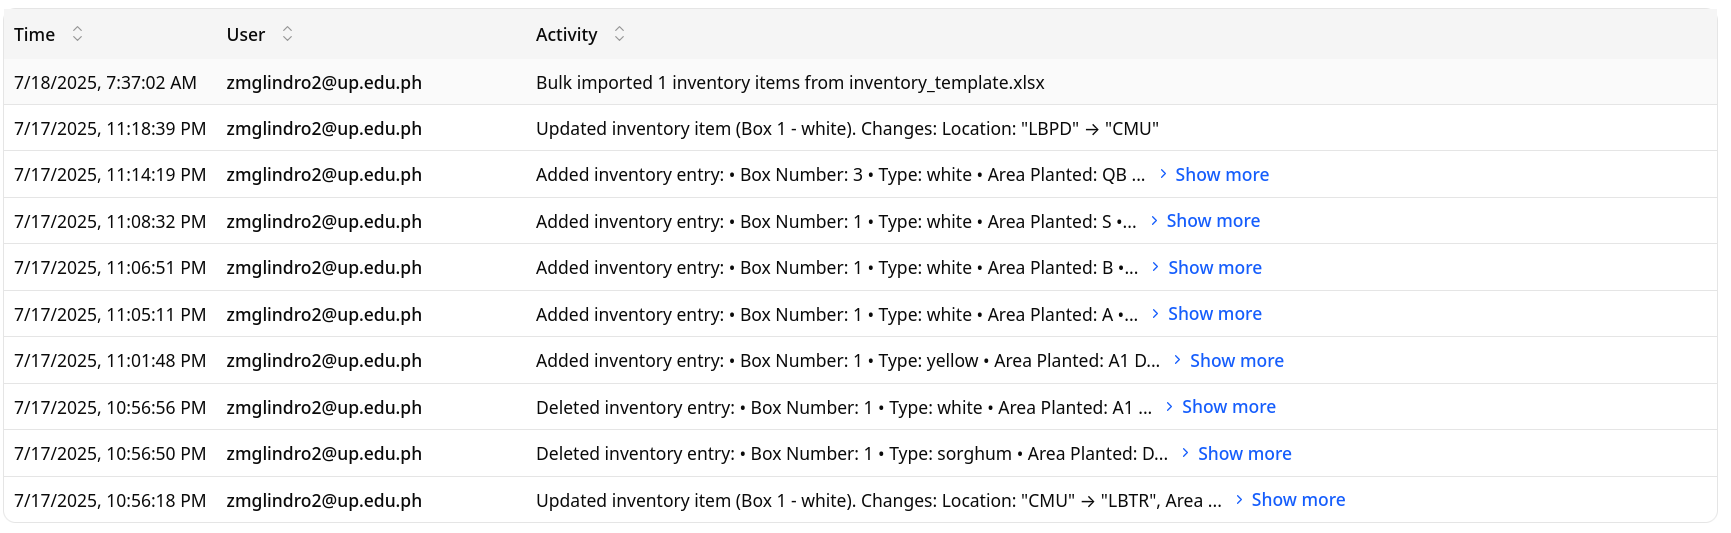 Time User Activity
7/18/2025, 7:37:02 AM zmglindro2@up.edu.ph Bulk imported 1 inventory items from inventory_template.xlsx
7/17/2025, 11:18:39 PM zmglindro2@up.edu.ph Updated inventory item (Box 1 - white). Changes: Location: "LBPD" → "CMU"
7/17/2025, 11:14:19 PM zmglindro2@up.edu.ph Added inventory entry: • Box Number: 3 • Type: white • Area Planted: QB ... Show more
7/17/2025, 11:08:32 PM zmglindro2@up.edu.ph Added inventory entry: • Box Number: 1 • Type: white • Area Planted: S •... Show more
7/17/2025, 11:06:51 PM zmglindro2@up.edu.ph Added inventory entry: • Box Number: 1 • Type: white • Area Planted: B •... Show more
7/17/2025, 11:05:11 PM zmglindro2@up.edu.ph Added inventory entry: • Box Number: 1 • Type: white • Area Planted: A •... Show more
7/17/2025, 11:01:48 PM zmglindro2@up.edu.ph Added inventory entry: • Box Number: 1 • Type: yellow • Area Planted: A1 D... Show more
7/17/2025, 10:56:56 PM zmglindro2@up.edu.ph Deleted inventory entry: • Box Number: 1 • Type: white • Area Planted: A1 ... Show more
7/17/2025, 10:56:50 PM zmglindro2@up.edu.ph Deleted inventory entry: • Box Number: 1 • Type: sorghum • Area Planted: D... Show more
7/17/2025, 10:56:18 PM zmglindro2@up.edu.ph Updated inventory item (Box 1 - white). Changes: Location: "CMU" → "LBTR", Area ... Show more